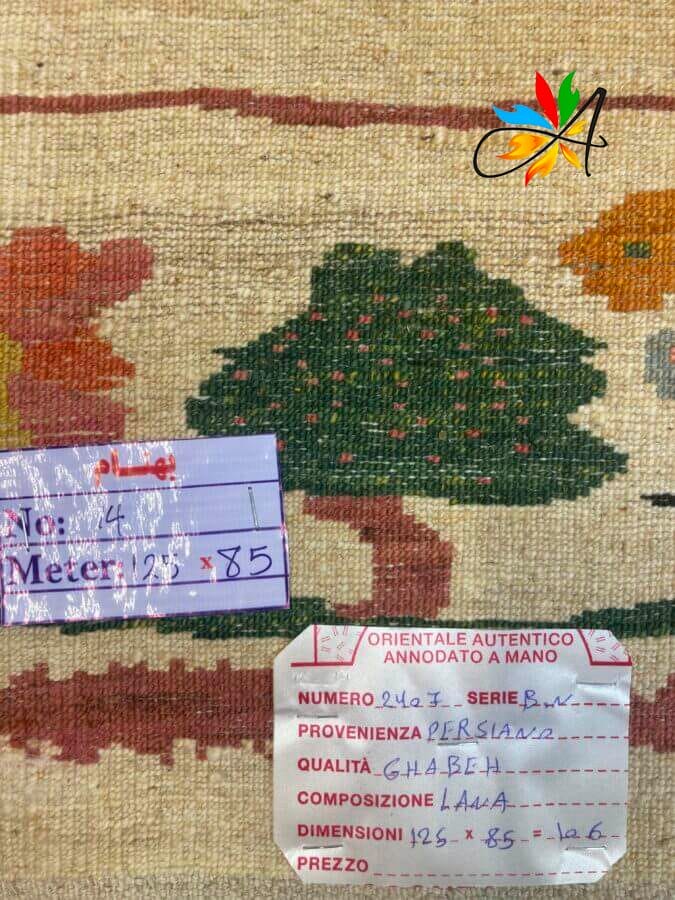 بهنام
No: 14
Meter: 125 x 85
ORIENTALE AUTENTICO
ANNODATO A MANO
NUMERO 2407 SERIE B.N
PROVENIENZA PERSIANA
QUALITÀ GHABEH
COMPOSIZIONE LANA
DIMENSIONI 125 x 85 = 1.06
PREZZO